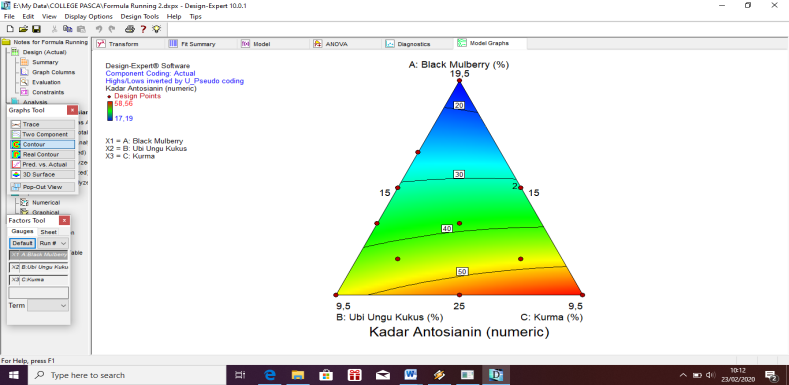 E:\My Data\COLLEGE PASCA\Formula Running 2.dxpx - Design-Expert 10.0.1
File Edit View Display Options Design Tools Help Tips
Notes for Formula Running
Design (Actual)
Summary
Graph Columns
Evaluation
Constraints
Analysis
Numerical
Graphical
Transform
Fit Summary
f(x) Model
ANOVA
Diagnostics
Model Graphs
Graphs Tool
Trace
Two Component
Contour
Real Contour
Pred. vs. Actual
3D Surface
Pop-Out View
Factors Tool
Gauges Sheet
Default Run #
X1 A:Black Mulberry
X2 B:Ubi Ungu Kuku
X3 C:Kurma
Term
Design-Expert® Software
Component Coding: Actual
Highs/Lows inverted by U_Pseudo coding
Kadar Antosianin (numeric)
Design Points
58,56
17,19
X1 = A: Black Mulberry
X2 = B: Ubi Ungu Kukus
X3 = C: Kurma
A: Black Mulberry (%)
19,5
20
30
2
15 15
40
50
9,5 25 9,5
B: Ubi Ungu Kukus (%) C: Kurma (%)
Kadar Antosianin (numeric)
For Help, press F1
Type here to search
10:12
23/02/2020